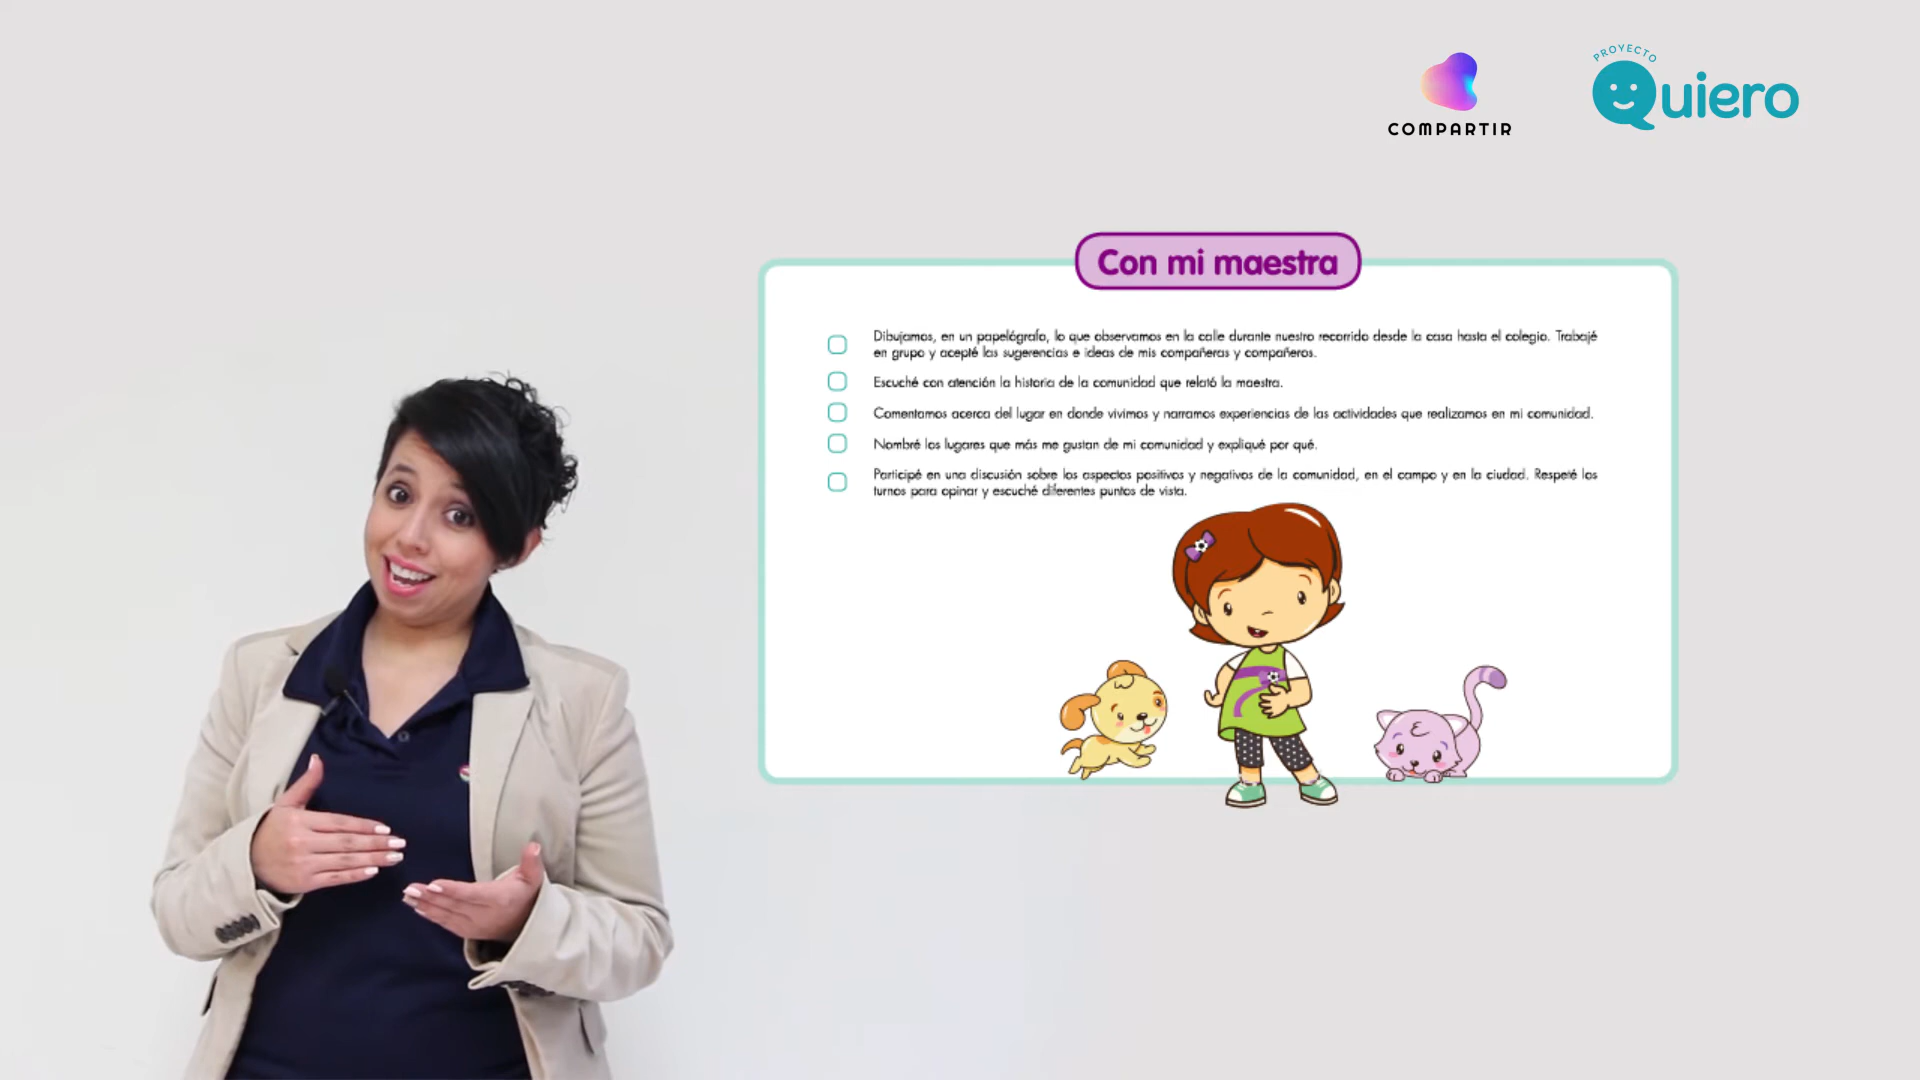 PROYECTO
Quiero
COMPARTIR
Con mi maestra
Dibujamos, en un papelógrafo, lo que observamos en la calle durante nuestro recorrido desde la casa hasta el colegio. Trabajé
en grupo y acepté las sugerencias e ideas de mis compañeras y compañeros.
Escuché con atención la historia de la comunidad que relató la maestra.
Comentamos acerca del lugar en donde vivimos y narramos experiencias de las actividades que realizamos en mi comunidad.
Nombré los lugares que más me gustan de mi comunidad y expliqué por qué.
Participé en una discusión sobre los aspectos positivos y negativos de la comunidad, en el campo y en la ciudad. Respeté los
turnos para opinar y escuché diferentes puntos de vista.